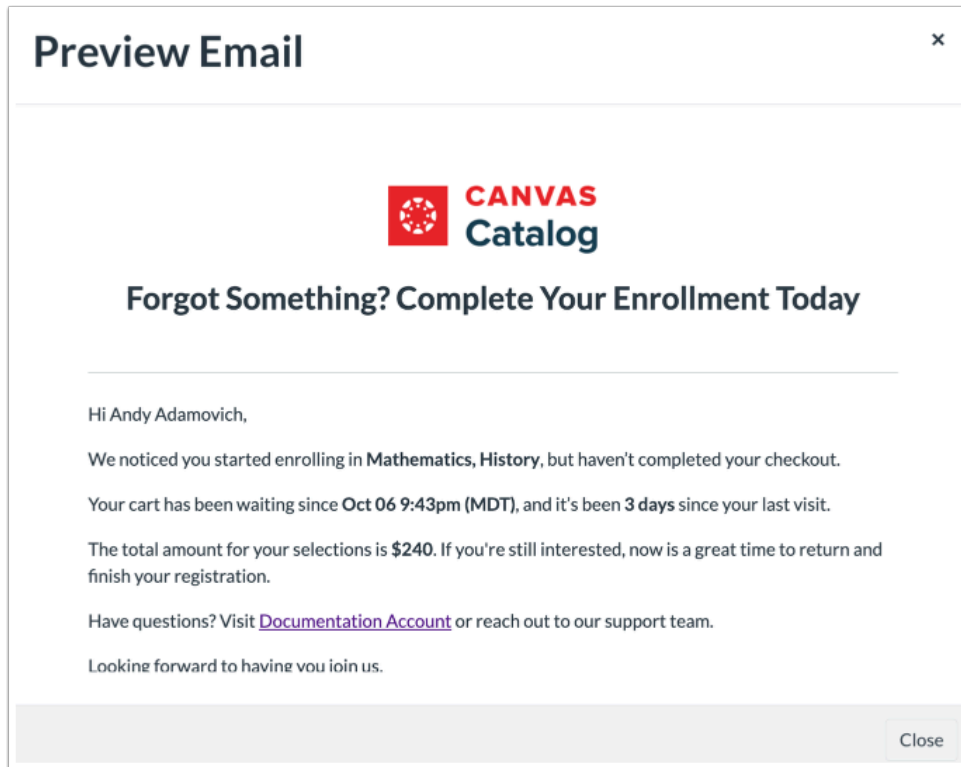 Preview Email
×
CANVAS
Catalog
Forgot Something? Complete Your Enrollment Today
Hi Andy Adamovich,
We noticed you started enrolling in Mathematics, History, but haven't completed your checkout.
Your cart has been waiting since Oct 06 9:43pm (MDT), and it's been 3 days since your last visit.
The total amount for your selections is $240. If you're still interested, now is a great time to return and
finish your registration.
Have questions? Visit Documentation Account or reach out to our support team.
Looking forward to having you join us.
Close